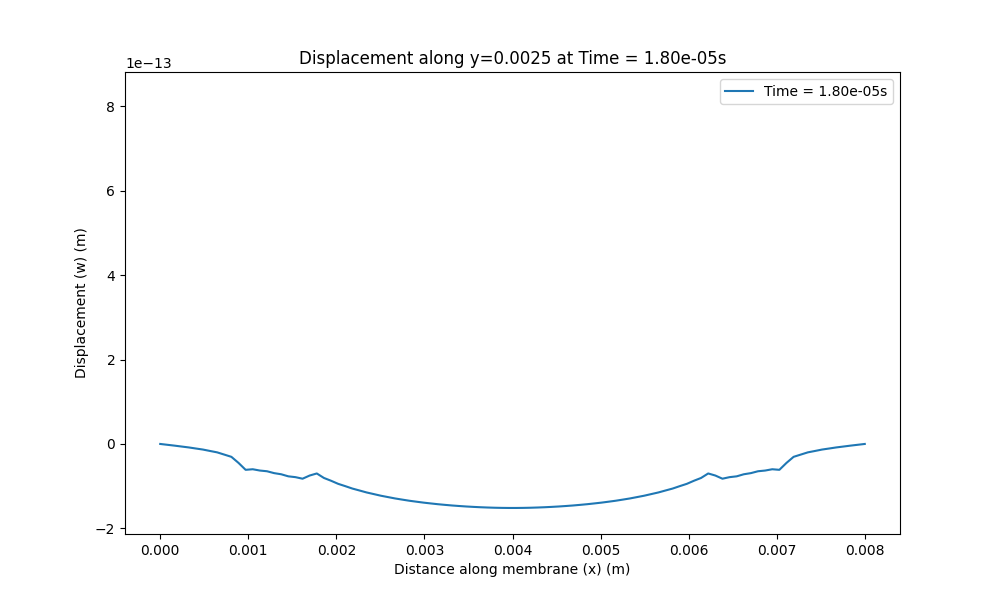 Displacement along y=0.0025 at Time = 1.80e-05s
1e−13
Time = 1.80e-05s
8
6
4
2
0
−2
Displacement (w) (m)
0.000 0.001 0.002 0.003 0.004 0.005 0.006 0.007 0.008
Distance along membrane (x) (m)